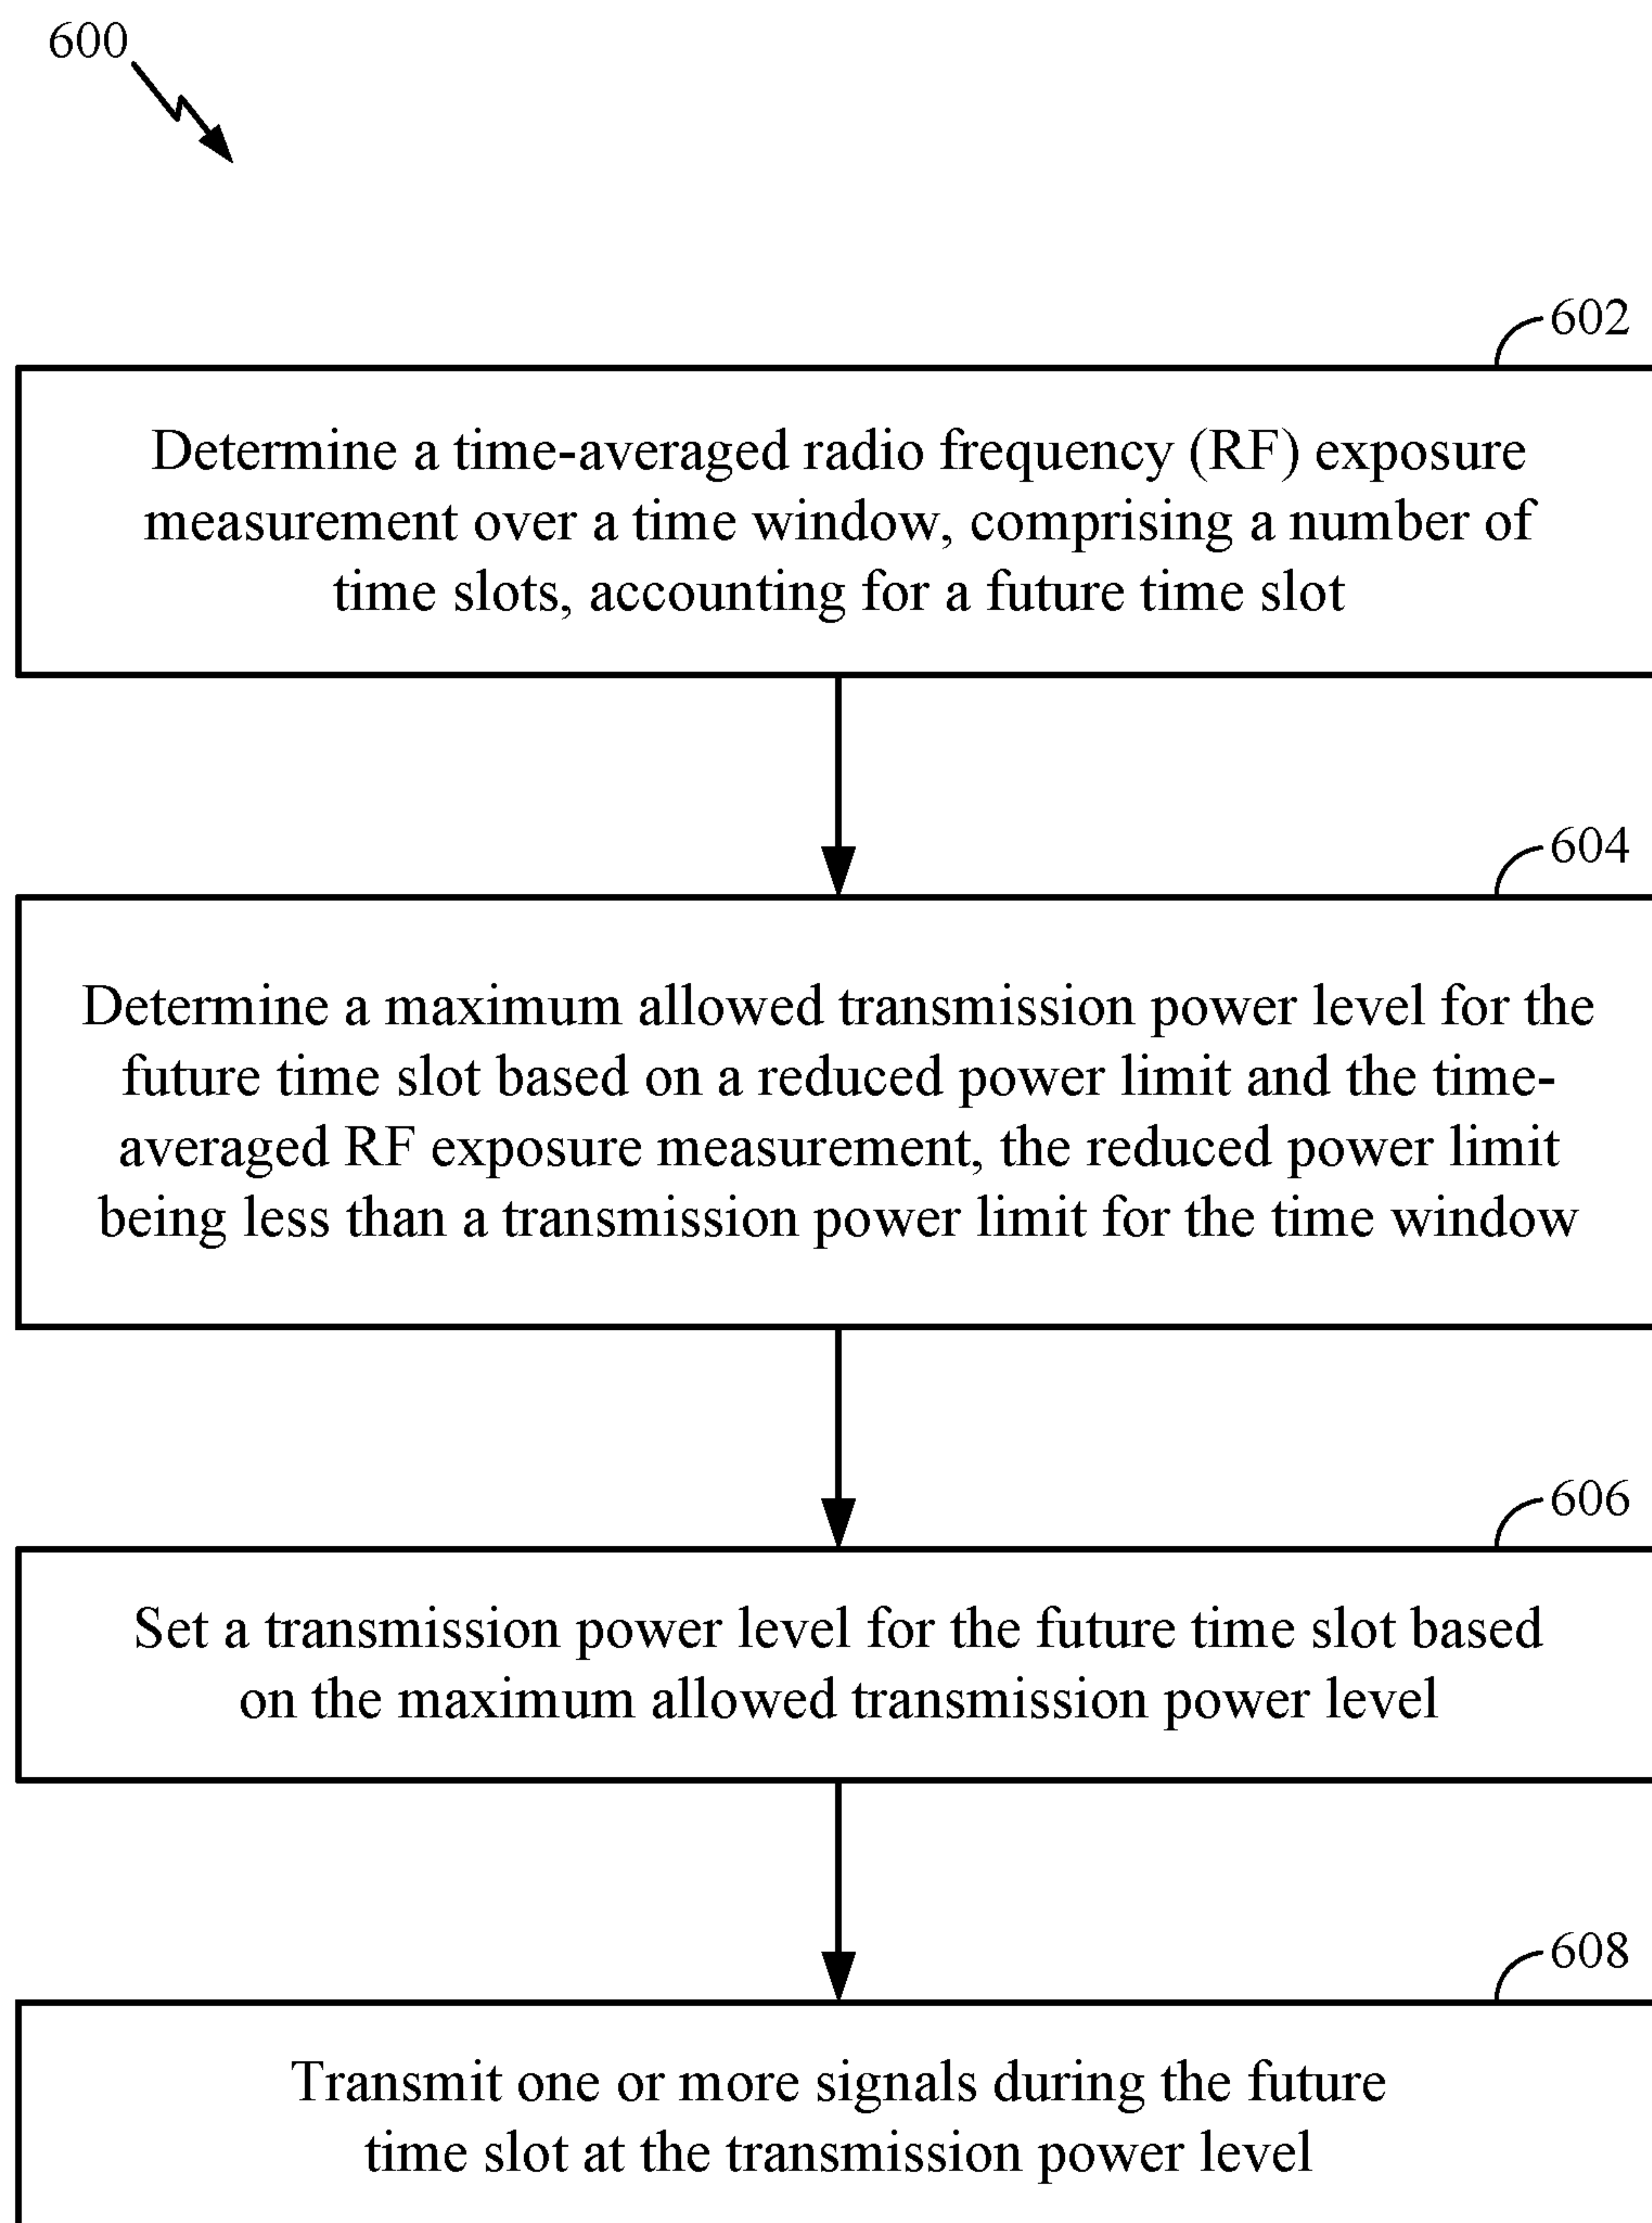 600
602
Determine a time-averaged radio frequency (RF) exposure
measurement over a time window, comprising a number of
time slots, accounting for a future time slot
604
Determine a maximum allowed transmission power level for the
future time slot based on a reduced power limit and the time-
averaged RF exposure measurement, the reduced power limit
being less than a transmission power limit for the time window
606
Set a transmission power level for the future time slot based
on the maximum allowed transmission power level
608
Transmit one or more signals during the future
time slot at the transmission power level